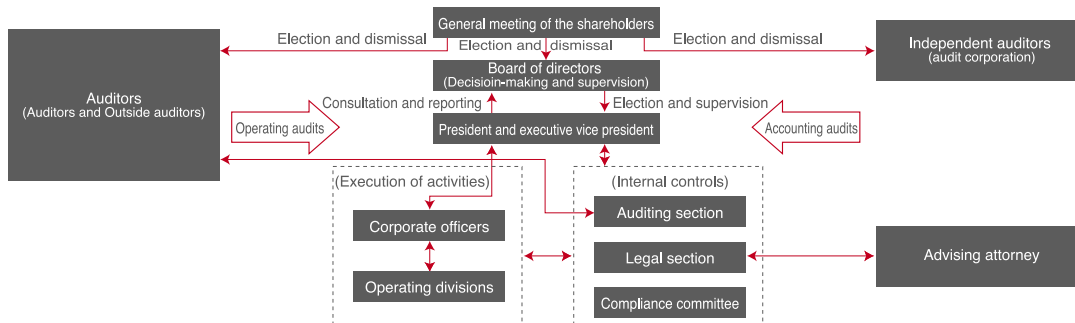 General meeting of the shareholders
Election and dismissal
Election and dismissal
Election and dismissal
Auditors
(Auditors and Outside auditors)
Independent auditors
(audit corporation)
Board of directors
(Decisioin-making and supervision)
Consultation and reporting
Election and supervision
Operating audits
President and executive vice president
Accounting audits
(Execution of activities)
(Internal controls)
Corporate officers
Auditing section
Operating divisions
Legal section
Advising attorney
Compliance committee